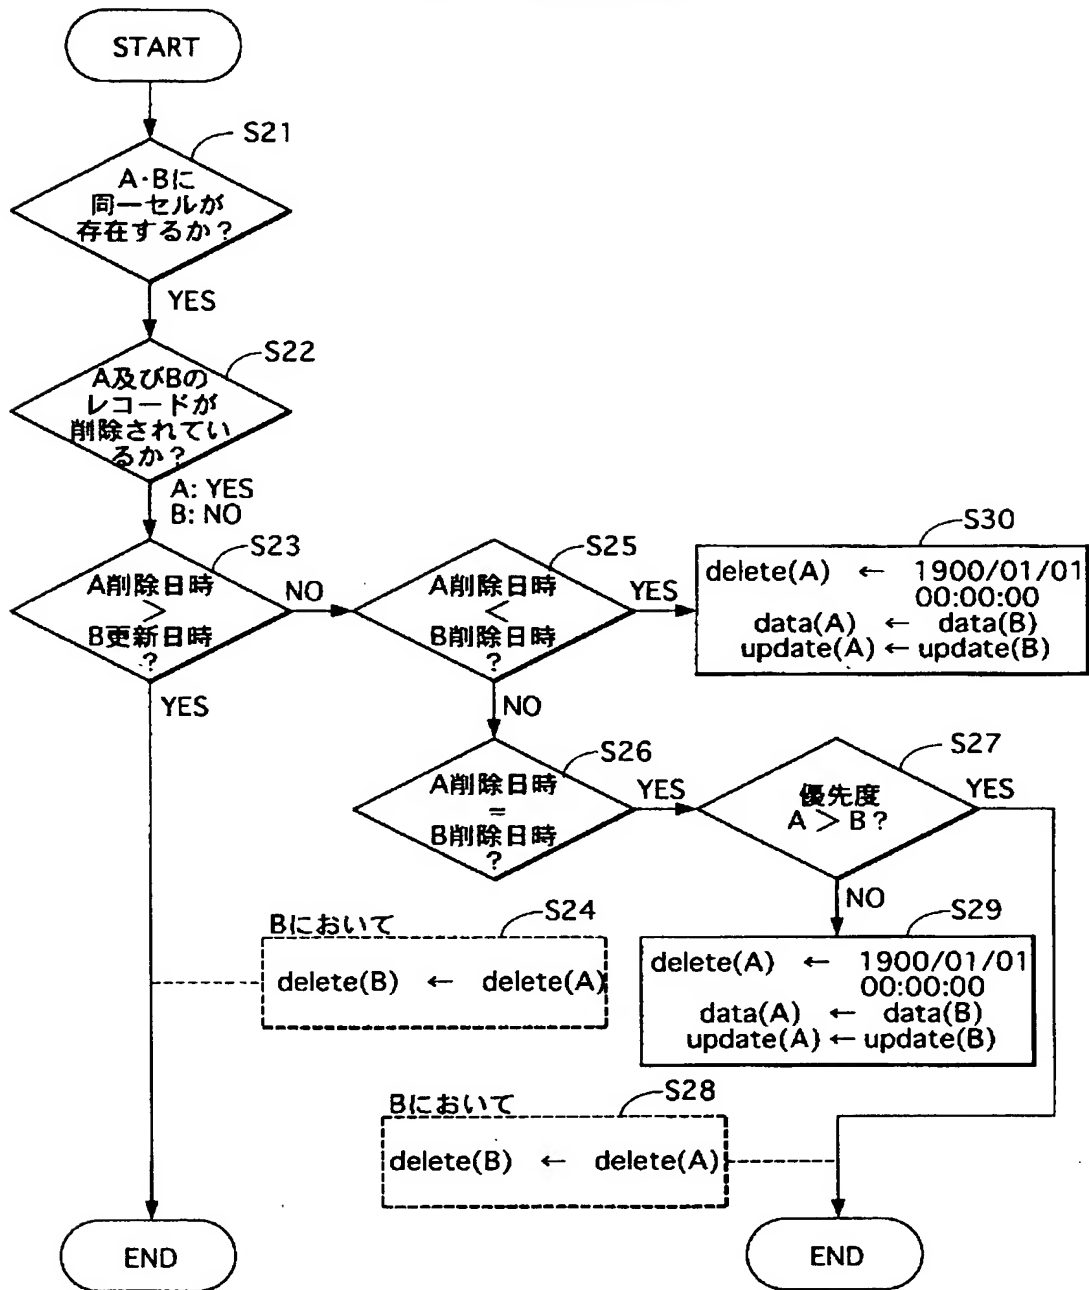 START
S21
A・Bに
同一セルが
存在するか?
YES
S22
A及びBの
レコードが
削除されてい
るか?
A: YES
B: NO
S23
A削除日時
>
B更新日時
?
NO
YES
S25
A削除日時
<
B削除日時
?
YES
NO
S30
delete(A) ← 1900/01/01
00:00:00
data(A) ← data(B)
update(A) ← update(B)
S26
A削除日時
=
B削除日時
?
YES
S27
優先度
A > B?
YES
NO
S24
Bにおいて
delete(B) ← delete(A)
S29
delete(A) ← 1900/01/01
00:00:00
data(A) ← data(B)
update(A) ← update(B)
S28
Bにおいて
delete(B) ← delete(A)
END
END